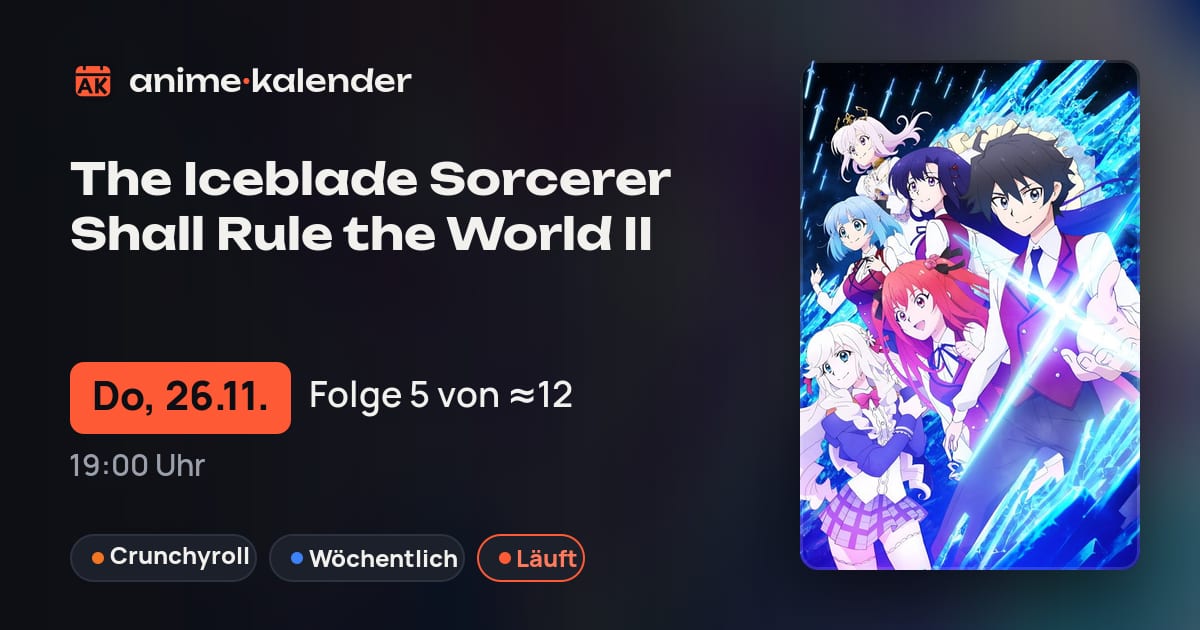 AK
anime·kalender
The Iceblade Sorcerer
Shall Rule the World II
Do, 26.11.
Folge 5 von ≈12
19:00 Uhr
Crunchyroll
Wöchentlich
Läuft